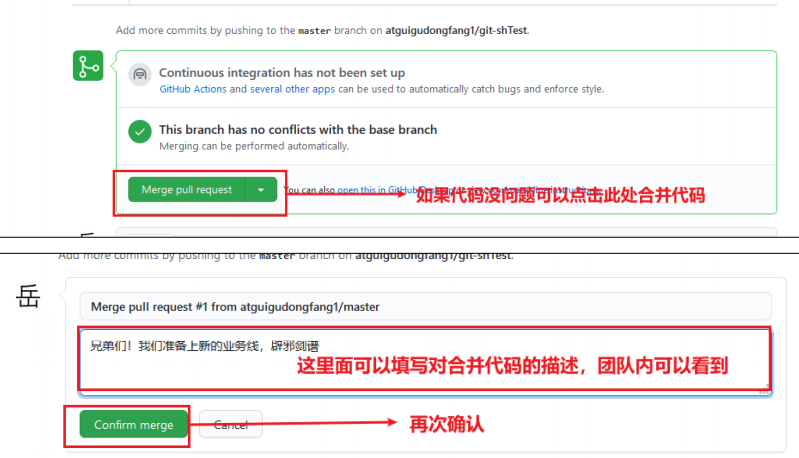 Add more commits by pushing to the master branch on atguigudongfang1/git-shTest.
Continuous integration has not been set up
GitHub Actions and several other apps can be used to automatically catch bugs and enforce style.
This branch has no conflicts with the base branch
Merging can be performed automatically.
Merge pull request
You can also open this in GitHub
如果代码没问题可以点击此处合并代码
Add more commits by pushing to the master branch on atguigudongfang1/git-shTest.
岳
Merge pull request #1 from atguigudongfang1/master
兄弟们！我们准备上新的业务线，辟邪剑谱
这里面可以填写对合并代码的描述，团队内可以看到
Confirm merge
Cancel
再次确认